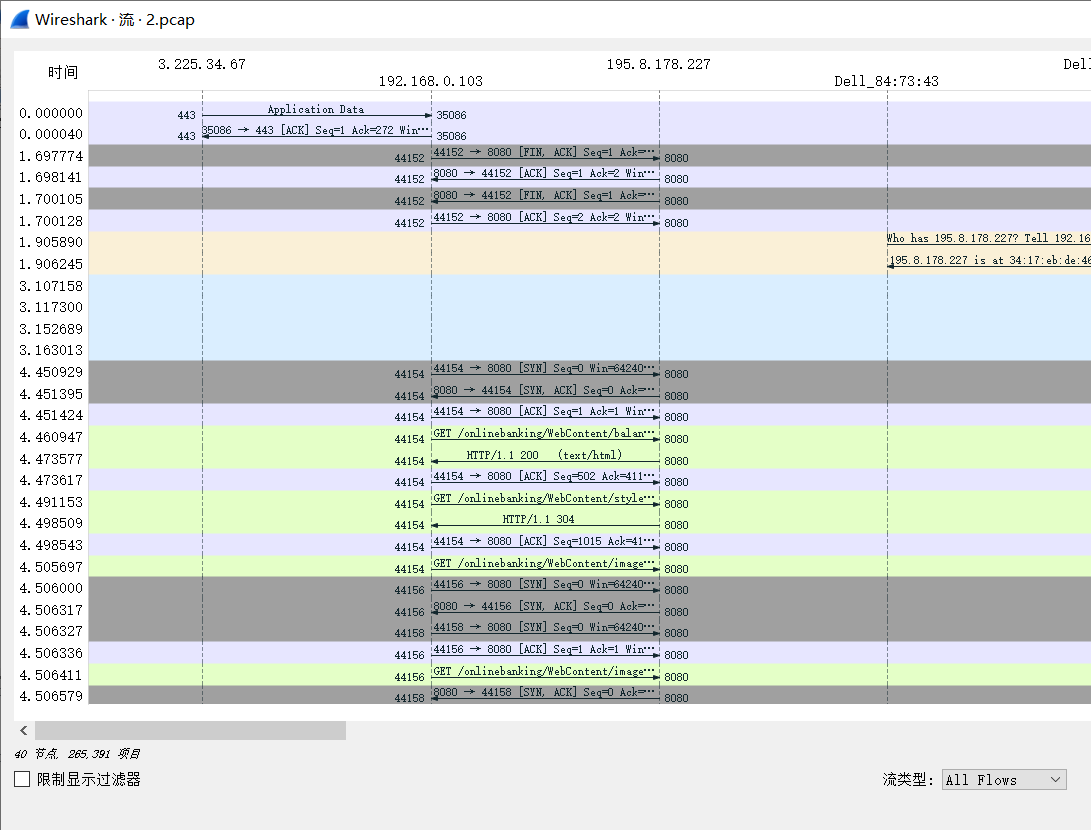 Wireshark · 流 · 2.pcap
时间 3.225.34.67 192.168.0.103 195.8.178.227 Dell_84:73:43 Dell
0.000000 443 Application Data 35086
0.000040 443 35086 → 443 [ACK] Seq=1 Ack=272 Win··· 35086
1.697774 44152 44152 → 8080 [FIN, ACK] Seq=1 Ack=··· 8080
1.698141 44152 8080 → 44152 [ACK] Seq=1 Ack=2 Win··· 8080
1.700105 44152 8080 → 44152 [FIN, ACK] Seq=1 Ack=··· 8080
1.700128 44152 44152 → 8080 [ACK] Seq=2 Ack=2 Win··· 8080
1.905890 Who has 195.8.178.227? Tell 192.16
1.906245 195.8.178.227 is at 34:17:eb:de:46
3.107158
3.117300
3.152689
3.163013
4.450929 44154 44154 → 8080 [SYN] Seq=0 Win=64240··· 8080
4.451395 44154 8080 → 44154 [SYN, ACK] Seq=0 Ack=··· 8080
4.451424 44154 44154 → 8080 [ACK] Seq=1 Ack=1 Win··· 8080
4.460947 44154 GET /onlinebanking/WebContent/balan··· 8080
4.473577 44154 HTTP/1.1 200 (text/html) 8080
4.473617 44154 44154 → 8080 [ACK] Seq=502 Ack=411··· 8080
4.491153 44154 GET /onlinebanking/WebContent/style··· 8080
4.498509 44154 HTTP/1.1 304 8080
4.498543 44154 44154 → 8080 [ACK] Seq=1015 Ack=41··· 8080
4.505697 44154 GET /onlinebanking/WebContent/image··· 8080
4.506000 44156 44156 → 8080 [SYN] Seq=0 Win=64240··· 8080
4.506317 44156 8080 → 44156 [SYN, ACK] Seq=0 Ack=··· 8080
4.506327 44158 44158 → 8080 [SYN] Seq=0 Win=64240··· 8080
4.506336 44156 44156 → 8080 [ACK] Seq=1 Ack=1 Win··· 8080
4.506411 44156 GET /onlinebanking/WebContent/image··· 8080
4.506579 44158 8080 → 44158 [SYN, ACK] Seq=0 Ack=··· 8080
40 节点, 265,391 项目
限制显示过滤器 流类型: All Flows